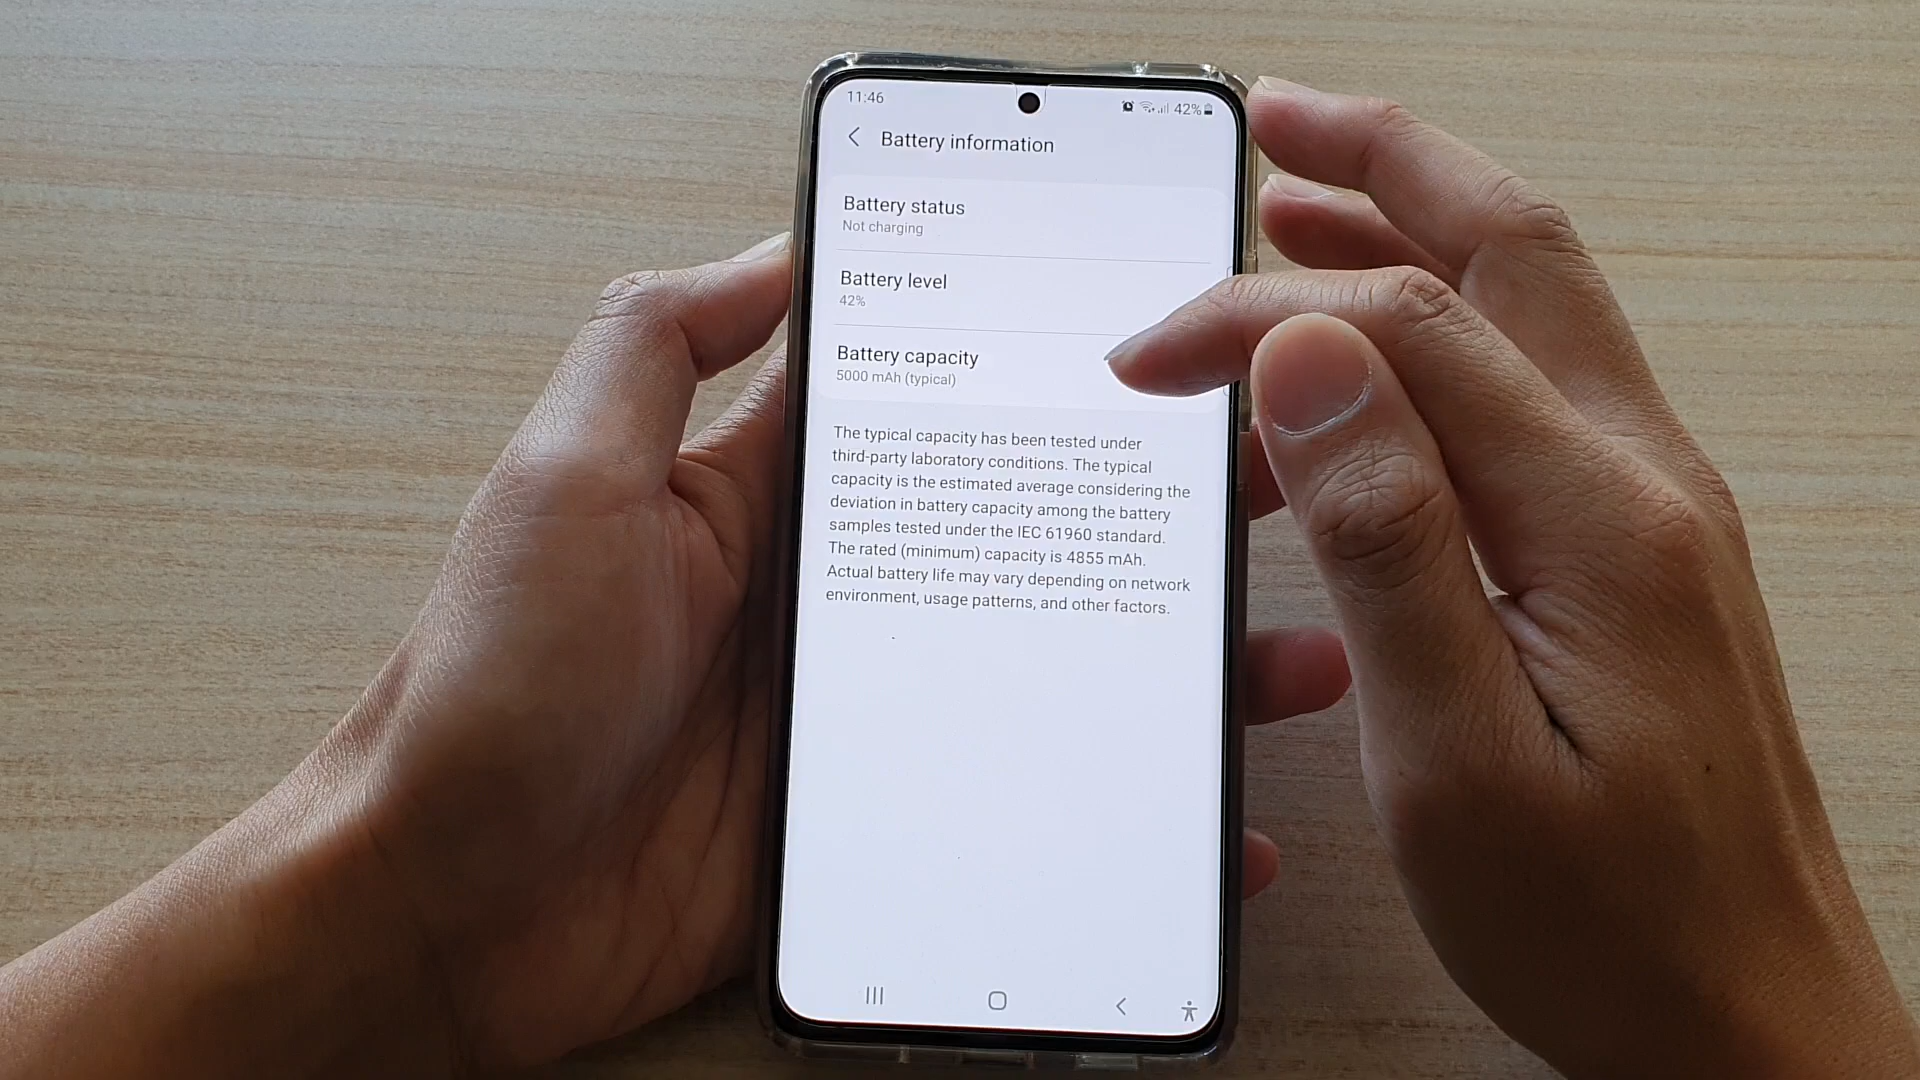 11:46
42%
Battery information
Battery status
Not charging
Battery level
42%
Battery capacity
5000 mAh (typical)
The typical capacity has been tested under
third-party laboratory conditions. The typical
capacity is the estimated average considering the
deviation in battery capacity among the battery
samples tested under the IEC 61960 standard.
The rated (minimum) capacity is 4855 mAh.
Actual battery life may vary depending on network
environment, usage patterns, and other factors.